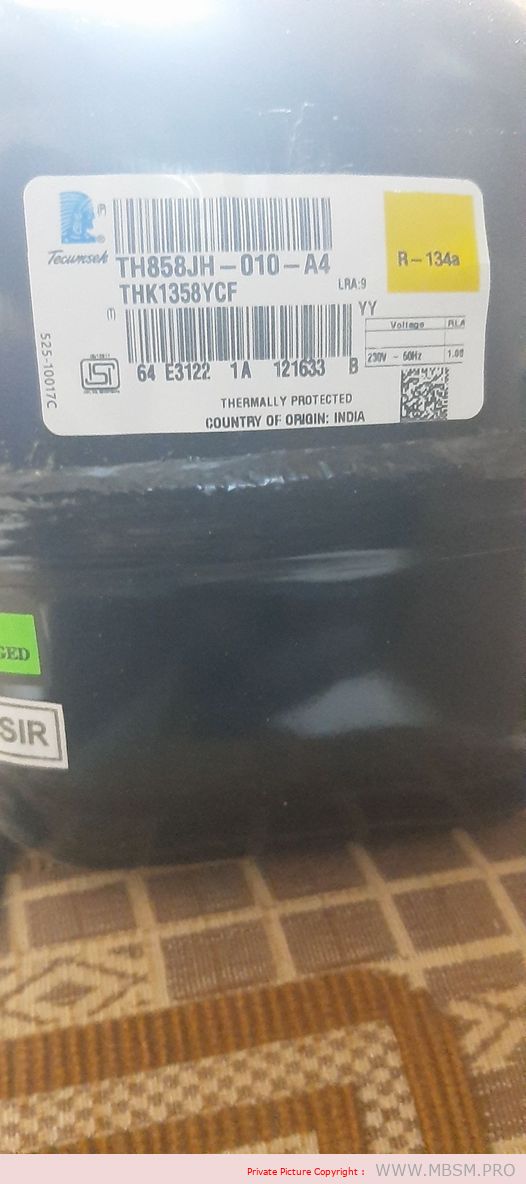 Tecumseh
TH858JH-010-A4
THK1358YCF
LRA:9
R-134a
(T)
YY
Voltage RLA
230V ~ 50Hz 1.00
525-10017C
64 E3122 1A 121633 B
THERMALLY PROTECTED
COUNTRY OF ORIGIN: INDIA
GED
SIR
Private Picture Copyright : WWW.MBSM.PRO